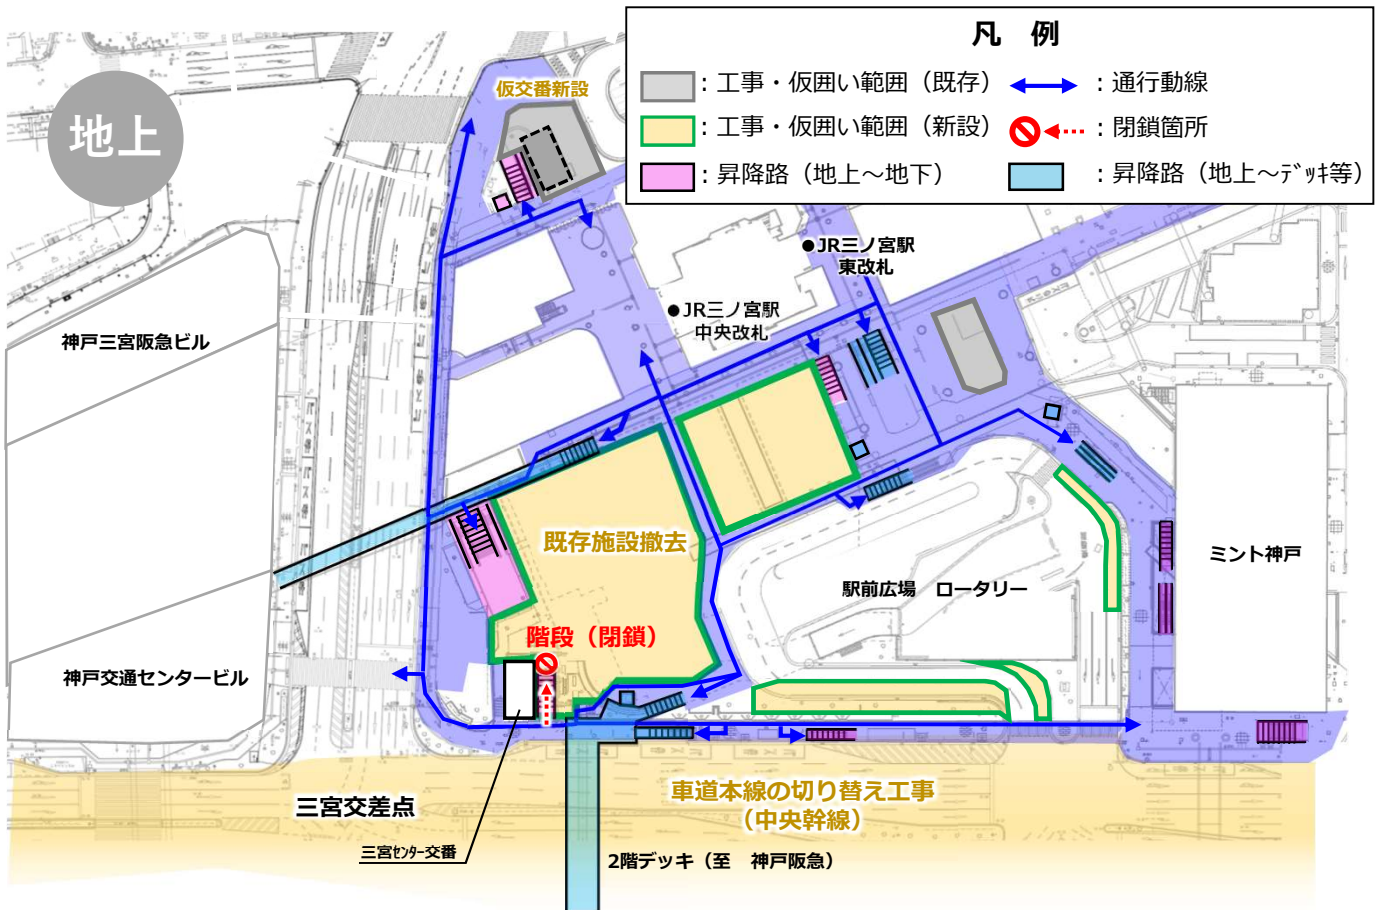 地上
凡 例
：工事・仮囲い範囲（既存）
：通行動線
：工事・仮囲い範囲（新設）
：閉鎖箇所
：昇降路（地上～地下）
：昇降路（地上～ﾃﾞｯｷ等）
仮交番新設
●JR三ノ宮駅
東改札
●JR三ノ宮駅
中央改札
神戸三宮阪急ビル
既存施設撤去
ミント神戸
駅前広場 ロータリー
階段（閉鎖）
神戸交通センタービル
車道本線の切り替え工事
（中央幹線）
三宮交差点
三宮ｾﾝﾀｰ交番
2階デッキ（至 神戸阪急）